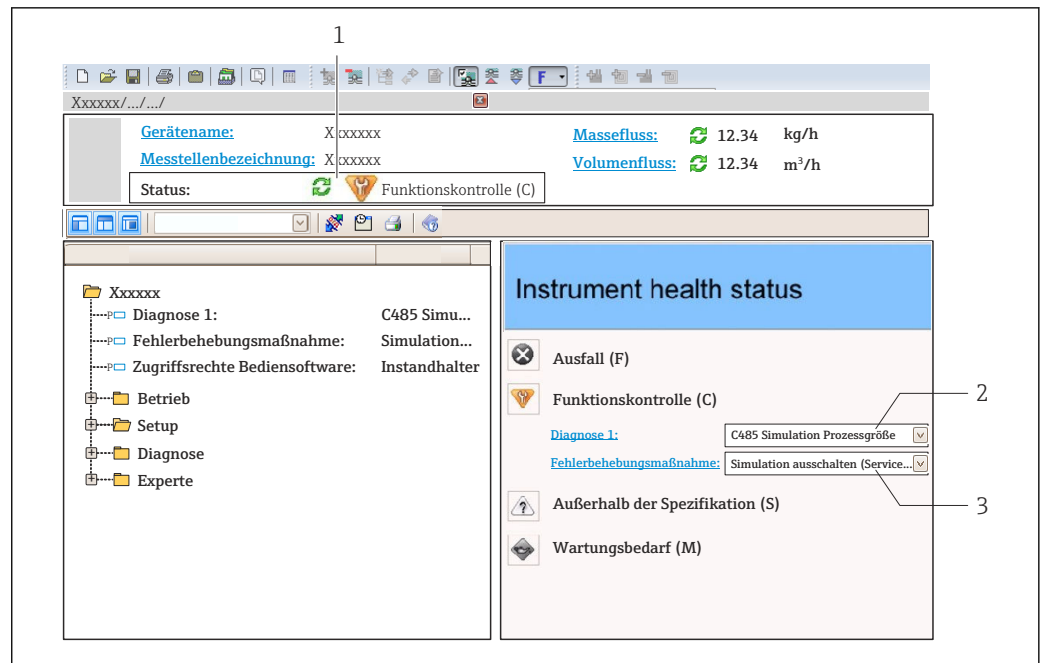 1
F
Xxxxxx/.../.../
Gerätename: Xxxxxxx
Messtellenbezeichnung: Xxxxxxx
Status: Funktionskontrolle (C)
Massefluss: 12.34 kg/h
Volumenfluss: 12.34 m³/h
Xxxxxx
P Diagnose 1: C485 Simu...
P Fehlerbehebungsmaßnahme: Simulation...
P Zugriffsrechte Bediensoftware: Instandhalter
Betrieb
Setup
Diagnose
Experte
Instrument health status
Ausfall (F)
Funktionskontrolle (C)
Diagnose 1: C485 Simulation Prozessgröße
2
Fehlerbehebungsmaßnahme: Simulation ausschalten (Service...
3
Außerhalb der Spezifikation (S)
Wartungsbedarf (M)